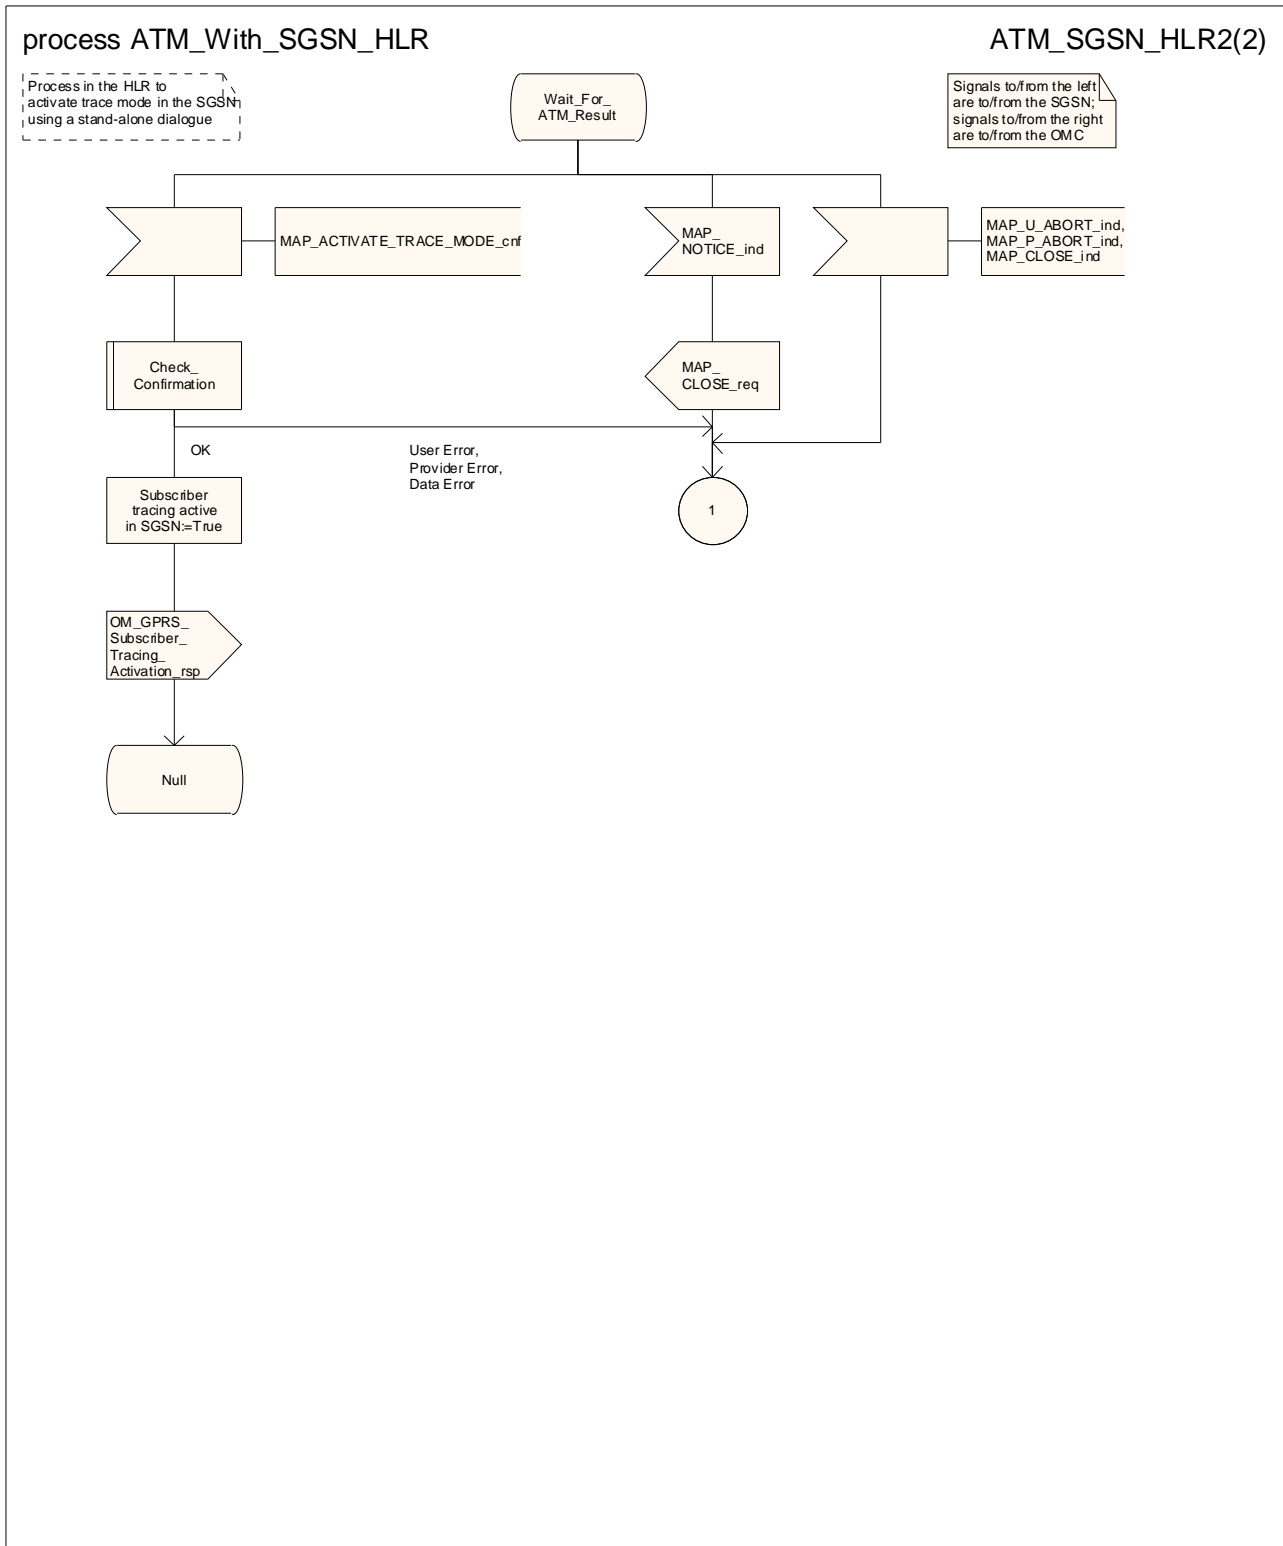 process ATM_With_SGSN_HLR
ATM_SGSN_HLR2(2)
Process in the HLR to
activate trace mode in the SGSN
using a stand-alone dialogue
Wait_For_
ATM_Result
Signals to/from the left
are to/from the SGSN;
signals to/from the right
are to/from the OMC
MAP_ACTIVATE_TRACE_MODE_cnf
MAP_
NOTICE_ind
MAP_U_ABORT_ind,
MAP_P_ABORT_ind,
MAP_CLOSE_ind
Check_
Confirmation
MAP_
CLOSE_req
OK
User Error,
Provider Error,
Data Error
Subscriber
tracing active
in SGSN:=True
1
OM_GPRS_
Subscriber_
Tracing_
Activation_rsp
Null